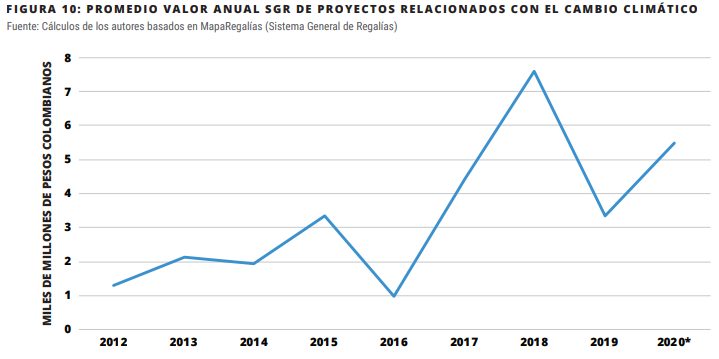 FIGURA 10: PROMEDIO VALOR ANUAL SGR DE PROYECTOS RELACIONADOS CON EL CAMBIO CLIMÁTICO
Fuente: Cálculos de los autores basados en MapaRegalías (Sistema General de Regalías)
MILES DE MILLONES DE PESOS COLOMBIANOS
8
7
6
5
4
3
2
1
0
2012 2013 2014 2015 2016 2017 2018 2019 2020*